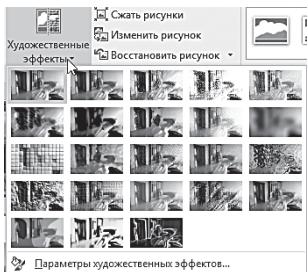 Художественные
эффекты
Сжать рисунки
Изменить рисунок
Восстановить рисунок
Параметры художественных эффектов...